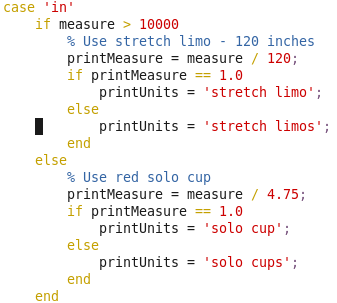 case 'in'
    if measure > 10000
        % Use stretch limo - 120 inches
        printMeasure = measure / 120;
        if printMeasure == 1.0
            printUnits = 'stretch limo';
        else
            printUnits = 'stretch limos';
        end
    else
        % Use red solo cup
        printMeasure = measure / 4.75;
        if printMeasure == 1.0
            printUnits = 'solo cup';
        else
            printUnits = 'solo cups';
        end
    end